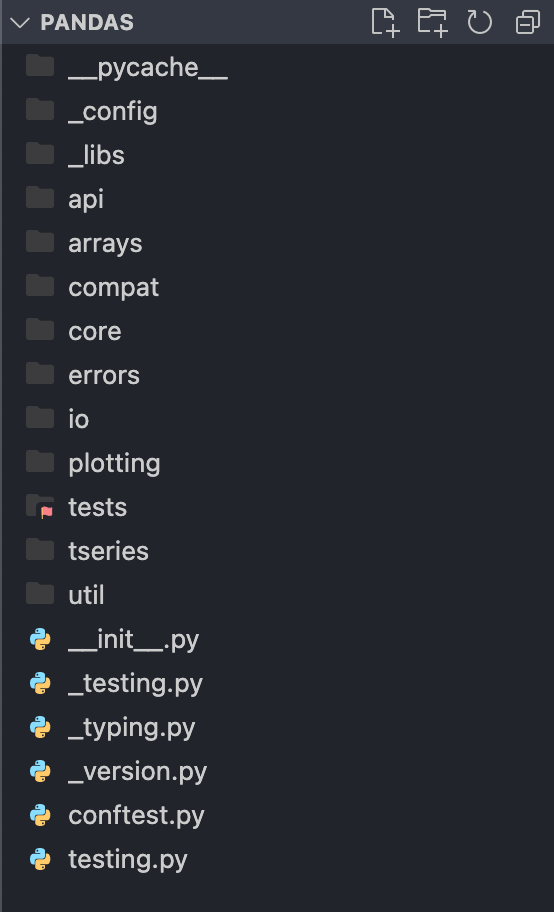 PANDAS
__pycache__
_config
_libs
api
arrays
compat
core
errors
io
plotting
tests
tseries
util
__init__.py
_testing.py
_typing.py
_version.py
conftest.py
testing.py